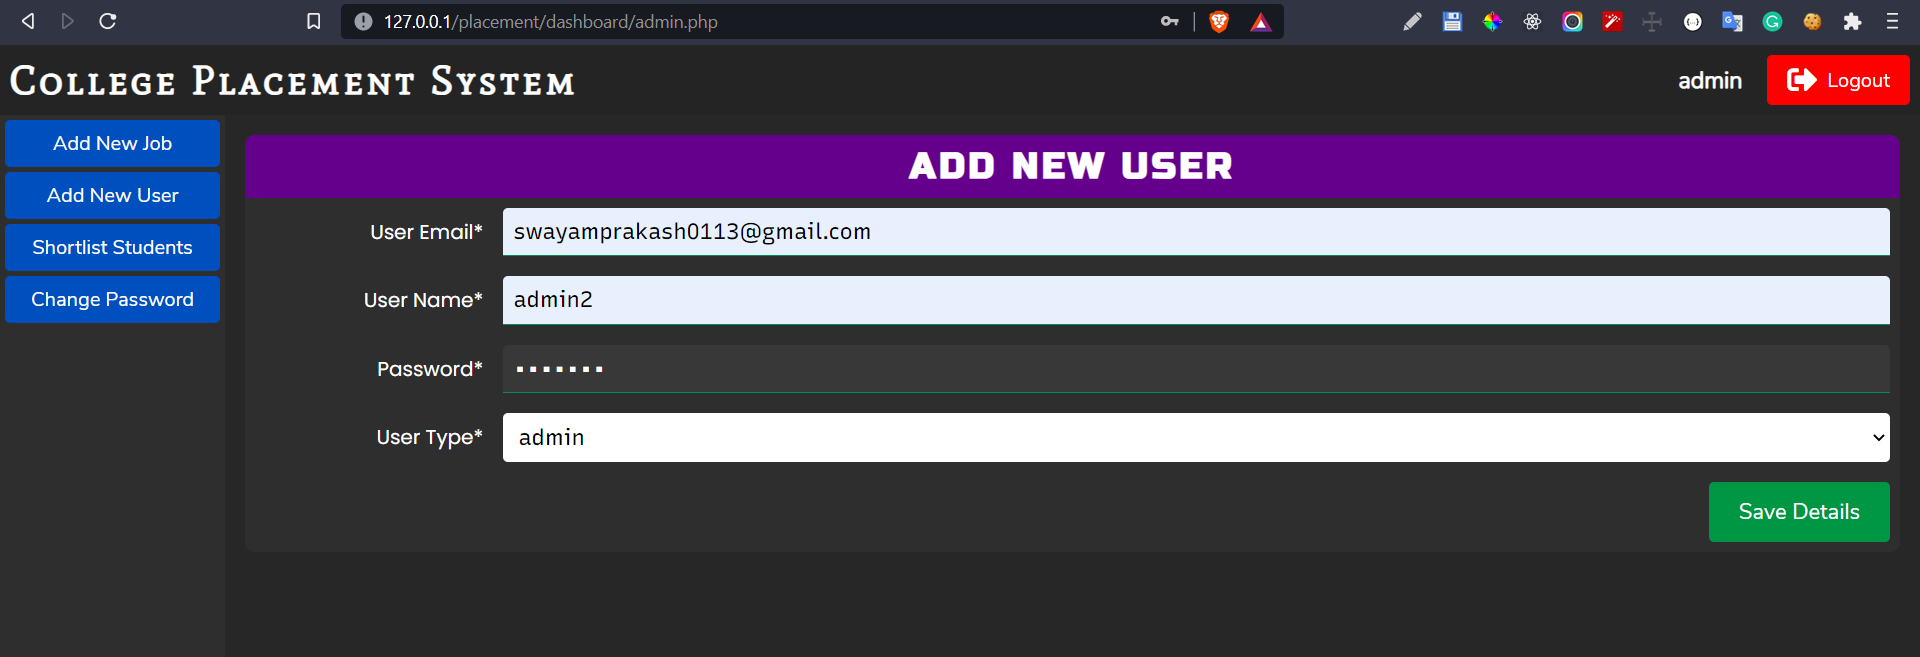 127.0.0.1/placement/dashboard/admin.php
College Placement System
admin
Logout
Add New Job
Add New User
Shortlist Students
Change Password
ADD NEW USER
User Email* swayamprakash0113@gmail.com
User Name* admin2
Password* •••••••
User Type* admin
Save Details